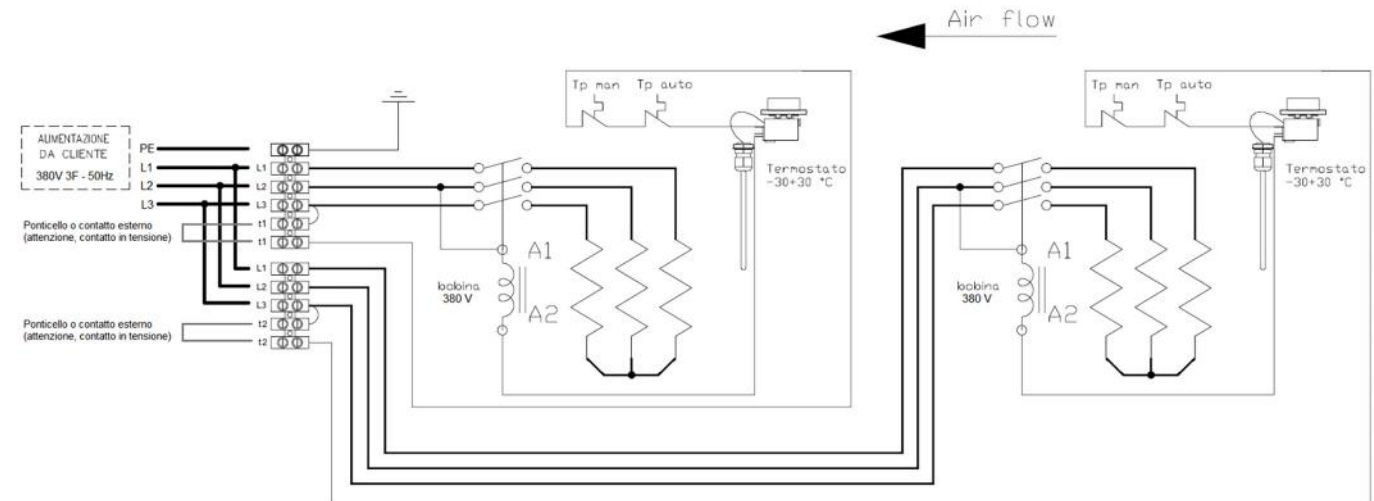 Air flow
Tp man Tp auto
Tp man Tp auto
ALIMENTAZIONE
DA CLIENTE
380V 3F - 50Hz
PE
L1
L2
L3
L1
L2
L3
t1
t1
Termostato
-30+30 °C
Termostato
-30+30 °C
Ponticello o contatto esterno
(attenzione, contatto in tensione)
L1
L2
L3
t2
t2
Ponticello o contatto esterno
(attenzione, contatto in tensione)
A1
bobina
380 V
A2
A1
bobina
380 V
A2